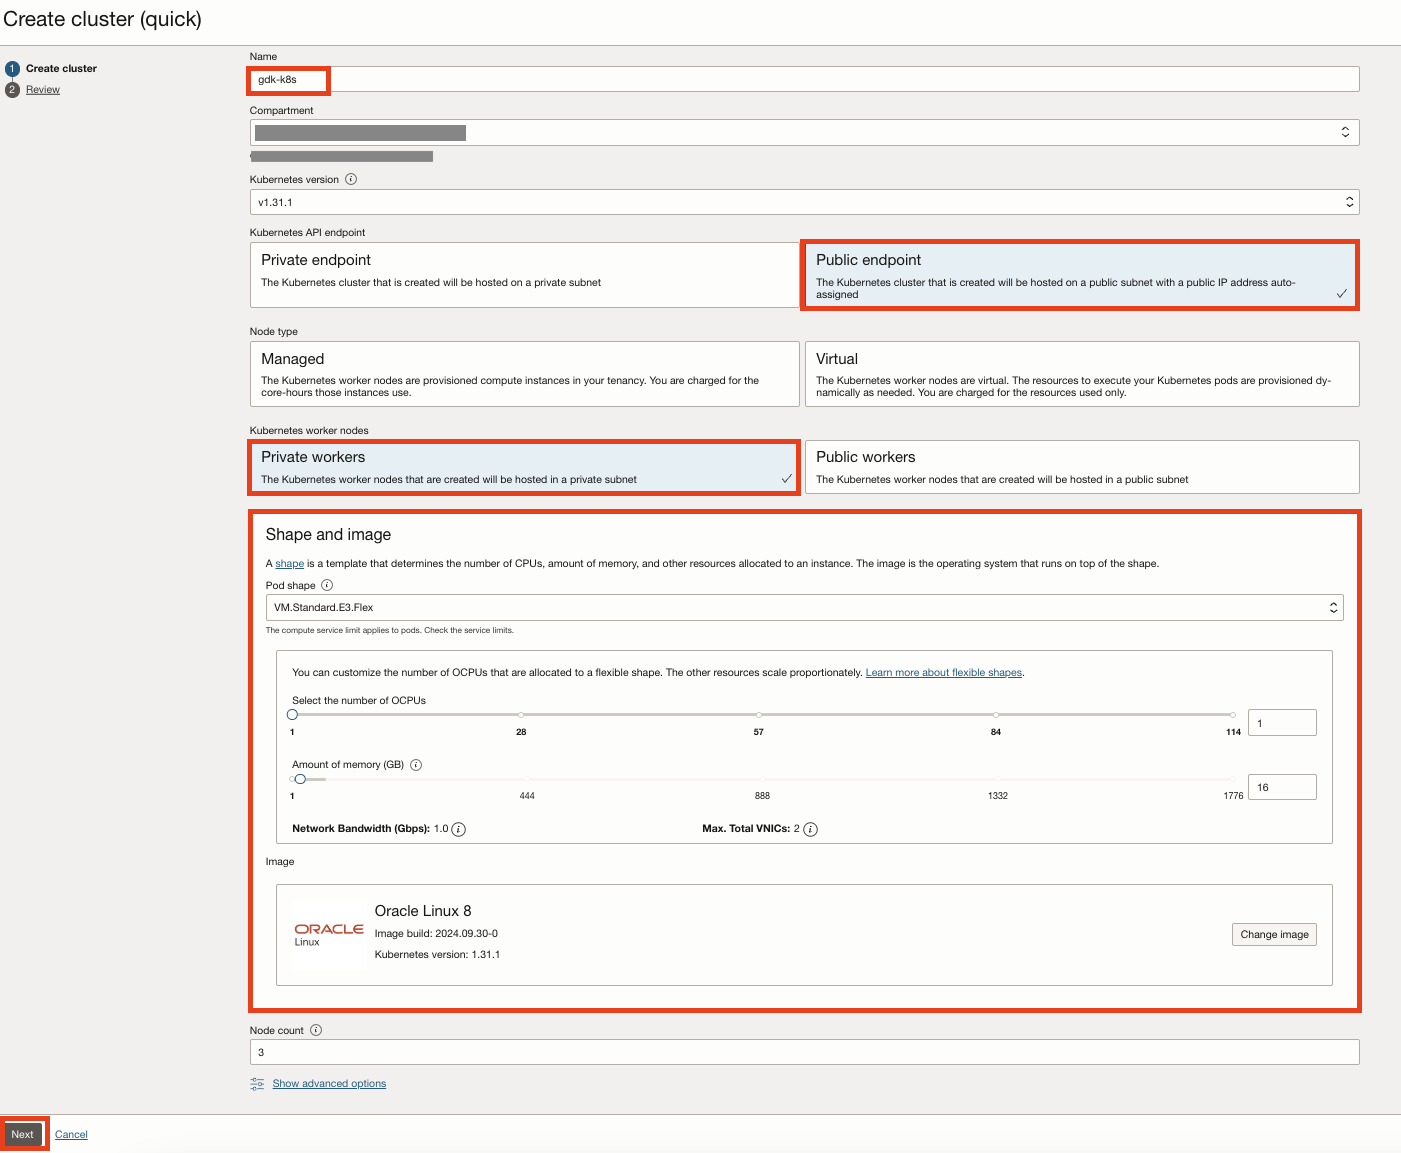 Create cluster (quick)
1 Create cluster
2 Review
Name
gdk-k8s
Compartment
Kubernetes version
v1.31.1
Kubernetes API endpoint
Private endpoint
The Kubernetes cluster that is created will be hosted on a private subnet
Public endpoint
The Kubernetes cluster that is created will be hosted on a public subnet with a public IP address auto-
assigned
Node type
Managed
The Kubernetes worker nodes are provisioned compute instances in your tenancy. You are charged for the
core-hours those instances use.
Virtual
The Kubernetes worker nodes are virtual. The resources to execute your Kubernetes pods are provisioned dy-
namically as needed. You are charged for the resources used only.
Kubernetes worker nodes
Private workers
The Kubernetes worker nodes that are created will be hosted in a private subnet
Public workers
The Kubernetes worker nodes that are created will be hosted in a public subnet
Shape and image
A shape is a template that determines the number of CPUs, amount of memory, and other resources allocated to an instance. The image is the operating system that runs on top of the shape.
Pod shape
VM.Standard.E3.Flex
The compute service limit applies to pods. Check the service limits.
You can customize the number of OCPUs that are allocated to a flexible shape. The other resources scale proportionately. Learn more about flexible shapes.
Select the number of OCPUs
1
1 28 57 84 114
Amount of memory (GB)
16
1 444 888 1332 1776
Network Bandwidth (Gbps): 1.0 Max. Total VNICs: 2
Image
ORACLE
Linux
Oracle Linux 8
Image build: 2024.09.30-0
Kubernetes version: 1.31.1
Change image
Node count
3
Show advanced options
Next Cancel